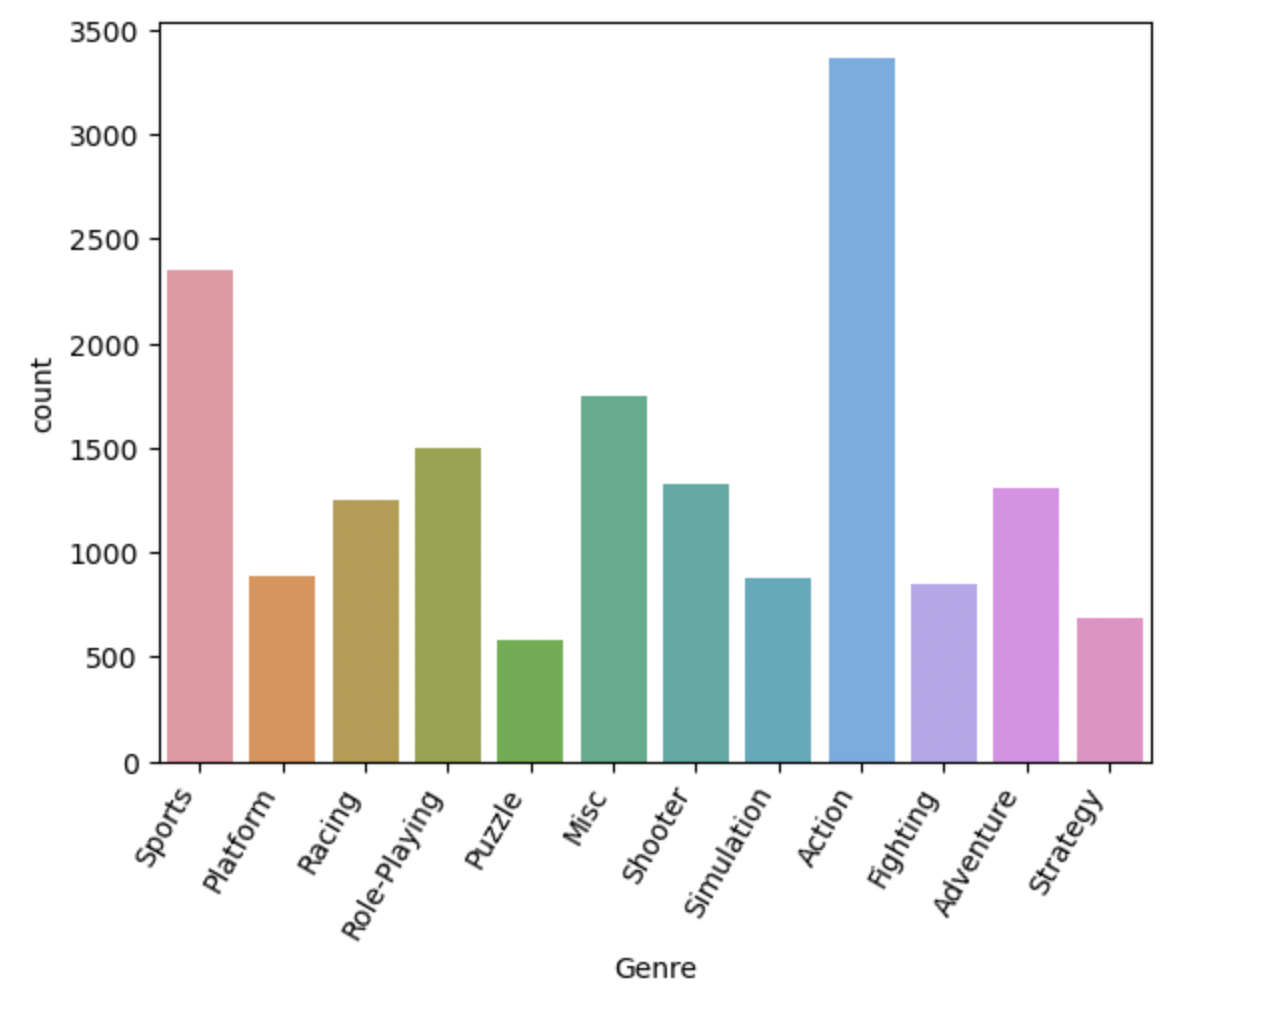 3500
3000
2500
2000
1500
1000
500
0
count
Sports
Platform
Racing
Role-Playing
Puzzle
Misc
Shooter
Simulation
Action
Fighting
Adventure
Strategy
Genre